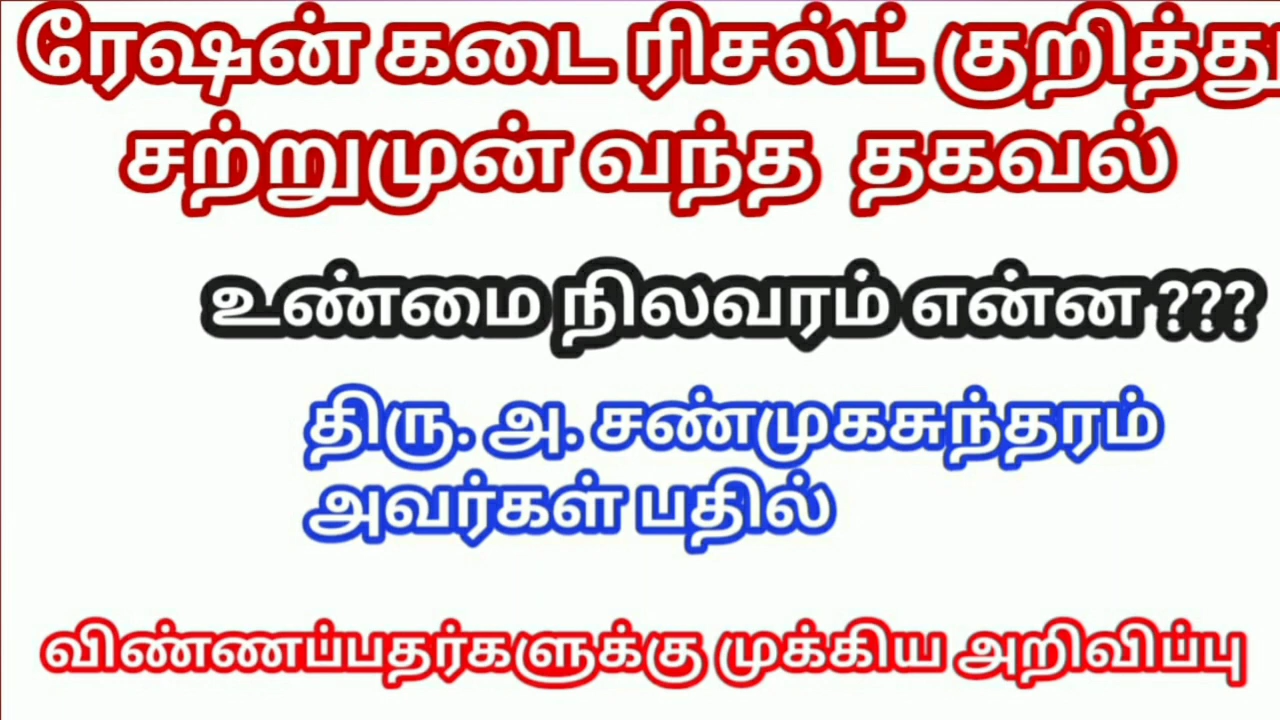 ரேஷன் கடை ரிசல்ட் குறித்து
சற்றுமுன் வந்த தகவல்
உண்மை நிலவரம் என்ன ???
திரு. அ. சண்முகசுந்தரம்
அவர்கள் பதில்
விண்ணப்பதர்களுக்கு முக்கிய அறிவிப்பு